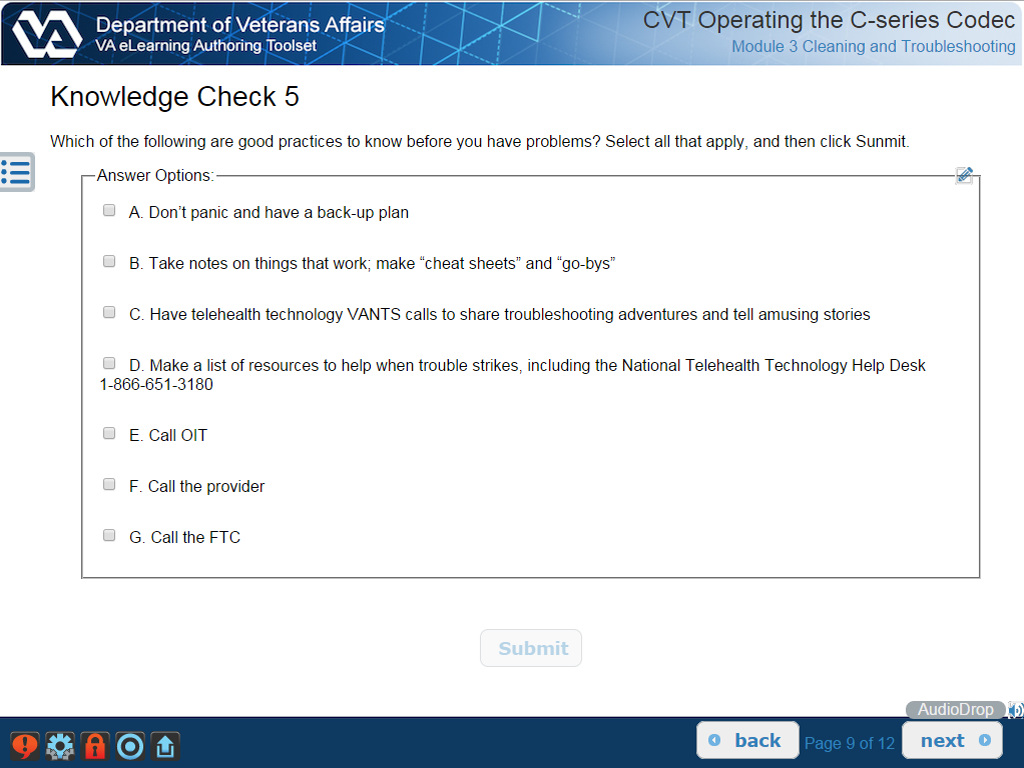 Department of Veterans Affairs
VA eLearning Authoring Toolset
CVT Operating the C-series Codec
Module 3 Cleaning and Troubleshooting
Knowledge Check 5
Which of the following are good practices to know before you have problems? Select all that apply, and then click Sunmit.
Answer Options:
A. Don’t panic and have a back-up plan
B. Take notes on things that work; make “cheat sheets” and “go-bys”
C. Have telehealth technology VANTS calls to share troubleshooting adventures and tell amusing stories
D. Make a list of resources to help when trouble strikes, including the National Telehealth Technology Help Desk
1-866-651-3180
E. Call OIT
F. Call the provider
G. Call the FTC
Submit
AudioDrop
back
Page 9 of 12
next